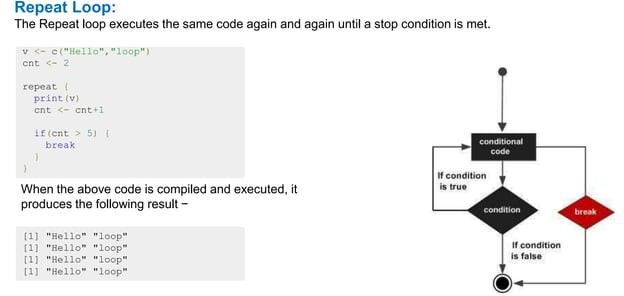 Repeat Loop:
The Repeat loop executes the same code again and again until a stop condition is met.
v <- c("Hello","loop")
cnt <- 2
repeat {
print(v)
cnt <- cnt+1
if(cnt > 5) {
break
}
}
When the above code is compiled and executed, it
produces the following result −
[1] "Hello" "loop"
[1] "Hello" "loop"
[1] "Hello" "loop"
[1] "Hello" "loop"
conditional
code
If condition
is true
condition
break
If condition
is false